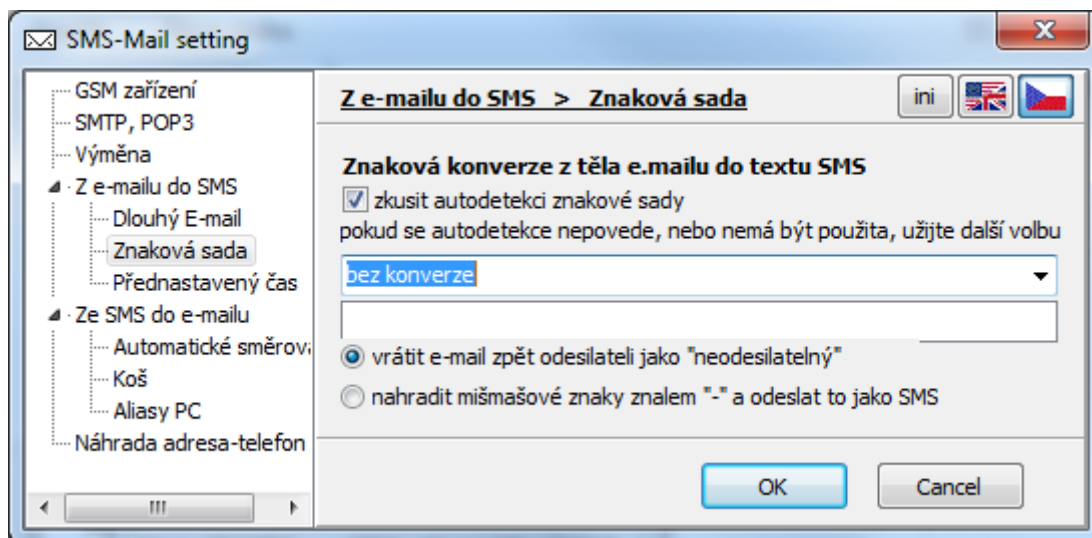 SMS-Mail setting
GSM zařízení
SMTP, POP3
Výměna
Z e-mailu do SMS
Dlouhý E-mail
Znaková sada
Přednastavený čas
Ze SMS do e-mailu
Automatické směrov
Koš
Aliasy PC
Náhrada adresa-telefon
Z e-mailu do SMS > Znaková sada
ini
Znaková konverze z těla e.mailu do textu SMS
zkusit autodetekci znakové sady
pokud se autodetekce nepovede, nebo nemá být použita, užijte další volbu
bez konverze
vrátit e-mail zpět odesilateli jako "neodesilatelný"
nahradit mišmašové znaky znalem "-" a odeslat to jako SMS
OK
Cancel